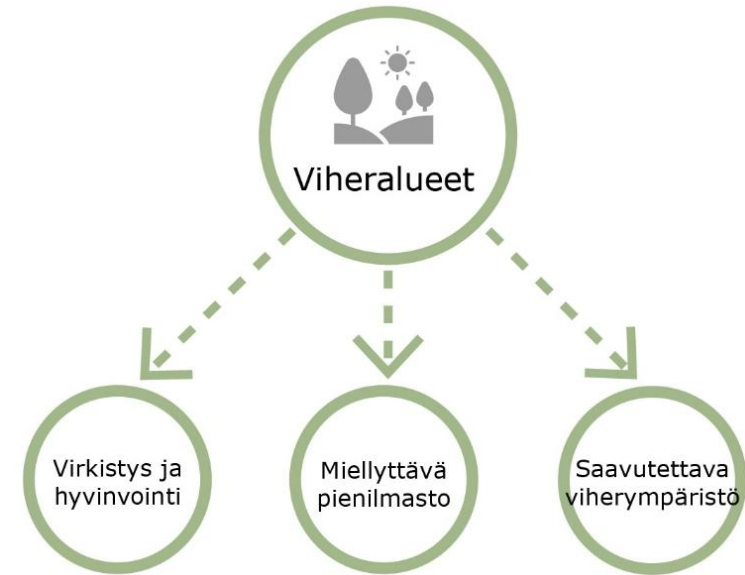 Viheralueet
Virkistys ja
hyvinvointi
Miellyttävä
pienilmasto
Saavutettava
viherympäristö